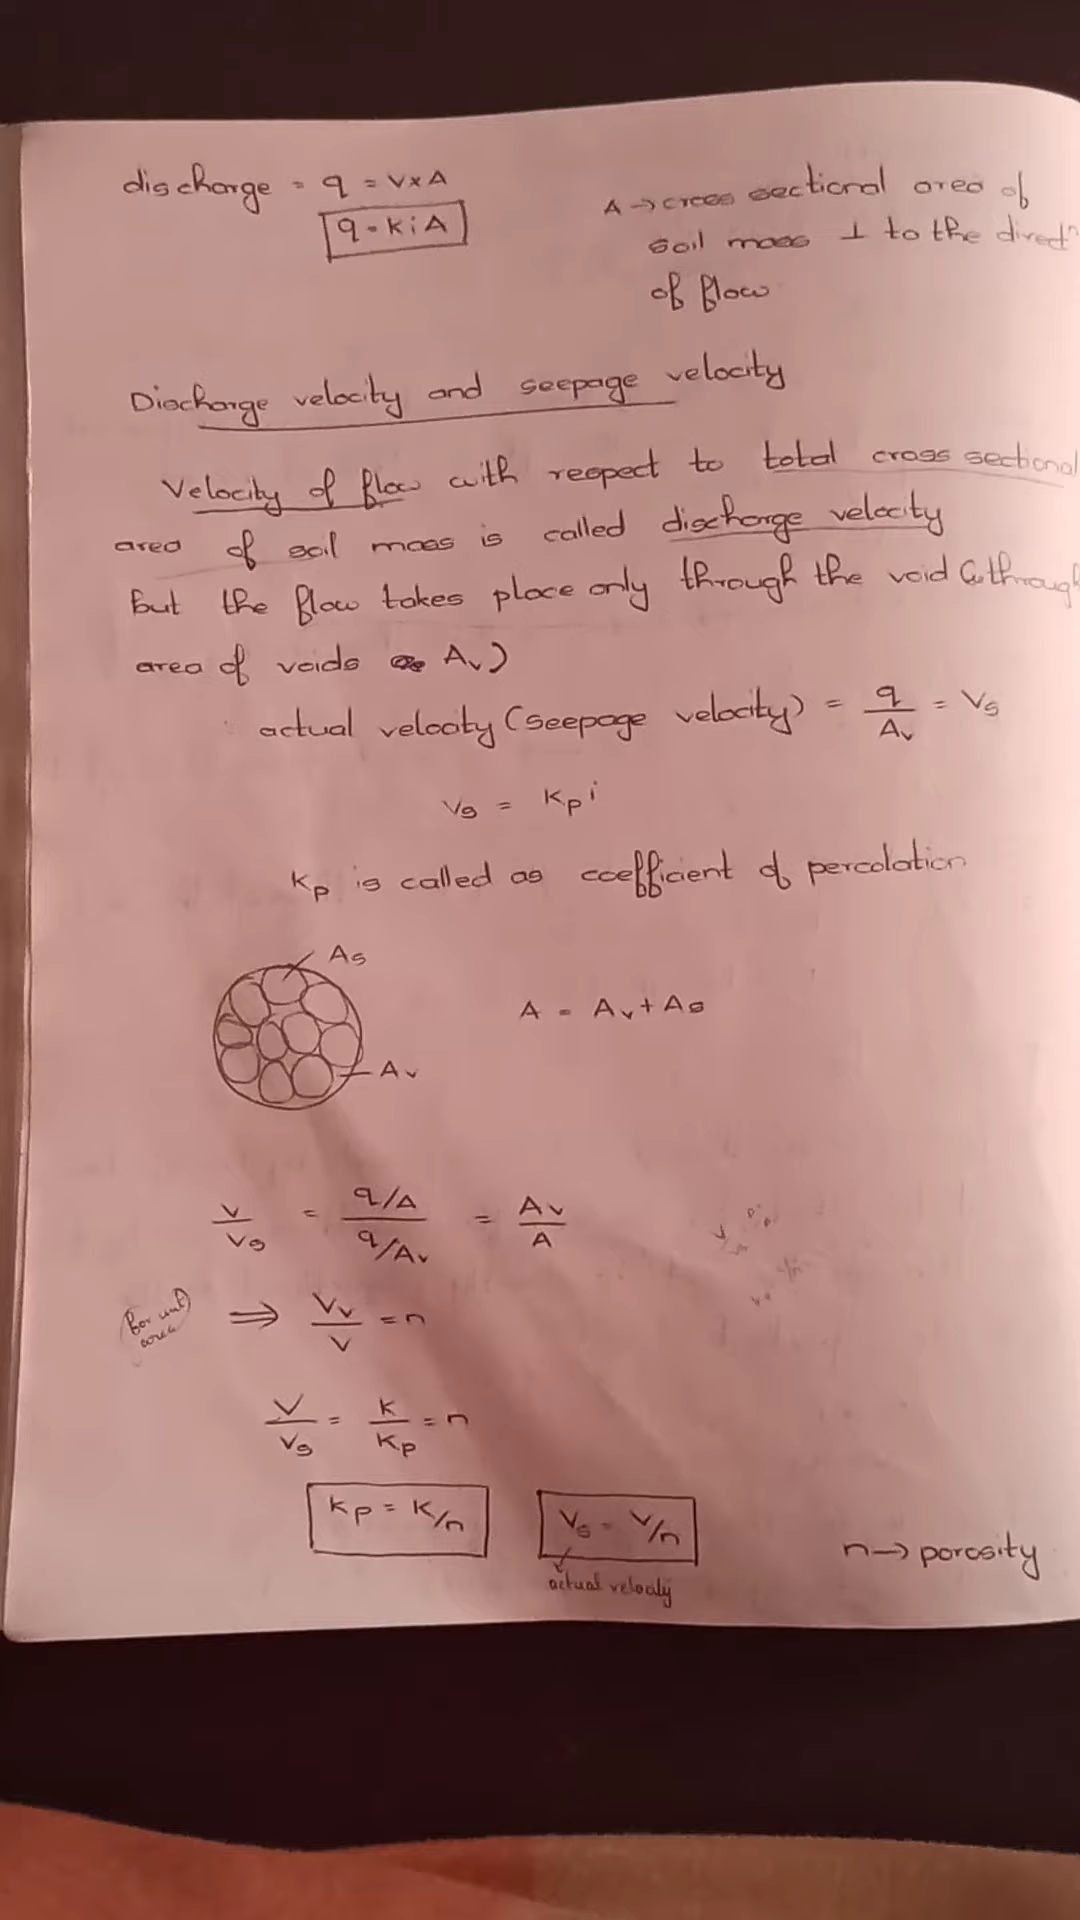 discharge = q = V×A
q = KiA
A → cross sectional area of
soil mass ⊥ to the directⁿ
of flow
Discharge velocity and seepage velocity
Velocity of flow with respect to total cross sectional
area of soil mass is called discharge velocity
but the flow takes place only through the void (through
area of voids Av)
actual velocity (seepage velocity) = q/Av = Vs
Vs = Kp i
Kp is called as coefficient of percolation
As
A = Av + As
Av
V/Vs = (q/A)/(q/Av) = Av/A
(for unit area) ⟹ Vv/V = n
V/Vs = K/Kp = n
Kp = K/n
Vs = V/n
n → porosity
actual velocity